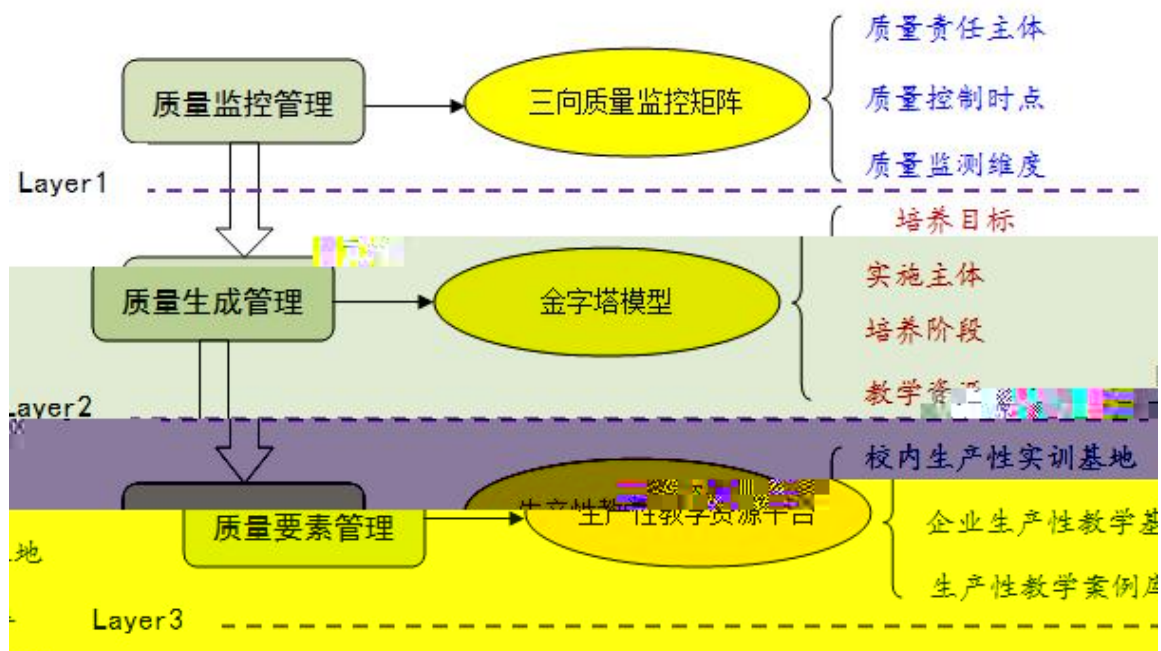 质量责任主体
质量监控管理
三向质量监控矩阵
质量控制时点
质量监测维度
Layer1
培养目标
实施主体
质量生成管理
金字塔模型
培养阶段
教学资
Layer2
校内生产性实训基地
质量要素管理
生产性教学资源平台
企业生产性教学基
地
生产性教学案例库
Layer3